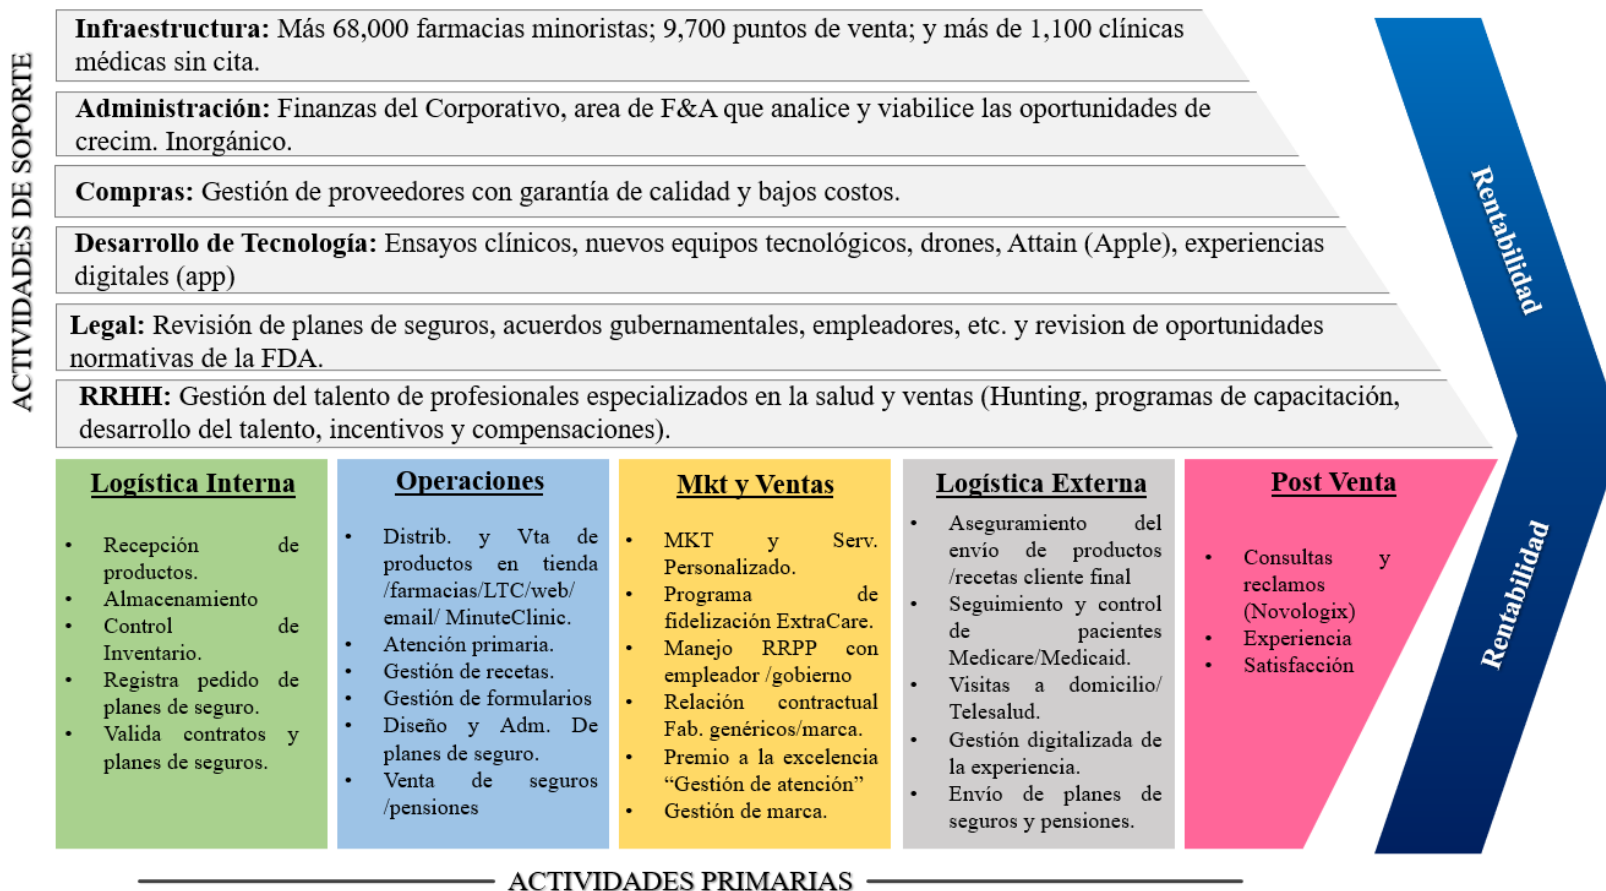 ACTIVIDADES DE SOPORTE
Infraestructura: Más 68,000 farmacias minoristas; 9,700 puntos de venta; y más de 1,100 clínicas
médicas sin cita.
Administración: Finanzas del Corporativo, area de F&A que analice y viabilice las oportunidades de
crecim. Inorgánico.
Compras: Gestión de proveedores con garantía de calidad y bajos costos.
Desarrollo de Tecnología: Ensayos clínicos, nuevos equipos tecnológicos, drones, Attain (Apple), experiencias
digitales (app)
Legal: Revisión de planes de seguros, acuerdos gubernamentales, empleadores, etc. y revision de oportunidades
normativas de la FDA.
RRHH: Gestión del talento de profesionales especializados en la salud y ventas (Hunting, programas de capacitación,
desarrollo del talento, incentivos y compensaciones).
Logística Interna
• Recepción de
productos.
• Almacenamiento
• Control de
Inventario.
• Registra pedido de
planes de seguro.
• Valida contratos y
planes de seguros.
Operaciones
• Distrib. y Vta de
productos en tienda
/farmacias/LTC/web/
email/ MinuteClinic.
• Atención primaria.
• Gestión de recetas.
• Gestión de formularios
• Diseño y Adm. De
planes de seguro.
• Venta de seguros
/pensiones
Mkt y Ventas
• MKT y Serv.
Personalizado.
• Programa de
fidelización ExtraCare.
• Manejo RRPP con
empleador /gobierno
• Relación contractual
Fab. genéricos/marca.
• Premio a la excelencia
“Gestión de atención”
• Gestión de marca.
Logística Externa
• Aseguramiento del
envío de productos
/recetas cliente final
• Seguimiento y control
de pacientes
Medicare/Medicaid.
• Visitas a domicilio/
Telesalud.
• Gestión digitalizada de
la experiencia.
• Envío de planes de
seguros y pensiones.
Post Venta
• Consultas y
reclamos
(Novologix)
• Experiencia
• Satisfacción
Rentabilidad
Rentabilidad
ACTIVIDADES PRIMARIAS